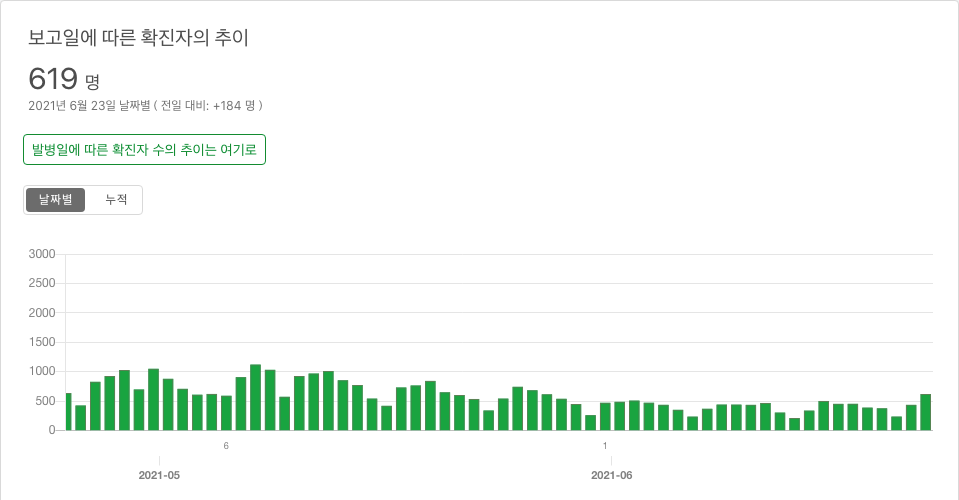 보고일에 따른 확진자의 추이
619 명
2021년 6월 23일 날짜별 ( 전일 대비: +184 명 )
발병일에 따른 확진자 수의 추이는 여기로
날짜별 누적
3000
2500
2000
1500
1000
500
0
6 1
2021-05 2021-06